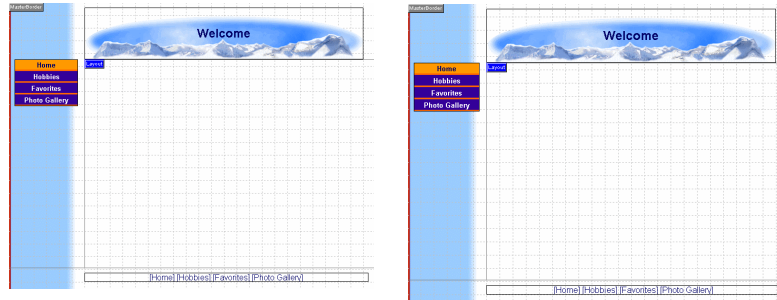 MasterBorder
Welcome
Layout
Home
Hobbies
Favorites
Photo Gallery
[Home] [Hobbies] [Favorites] [Photo Gallery]
MasterBorder
Welcome
Layout
Home
Hobbies
Favorites
Photo Gallery
[Home] [Hobbies] [Favorites] [Photo Gallery]